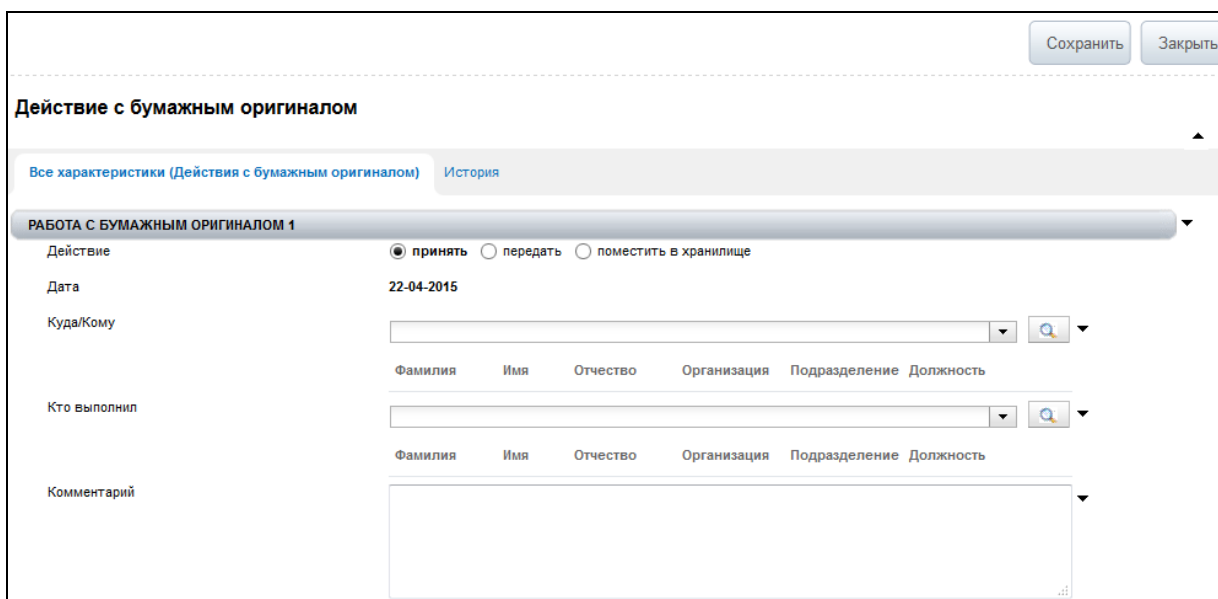 Сохранить Закрыть
Действие с бумажным оригиналом
Все характеристики (Действия с бумажным оригиналом) История
РАБОТА С БУМАЖНЫМ ОРИГИНАЛОМ 1
Действие принять передать поместить в хранилище
Дата 22-04-2015
Куда/Кому
Фамилия Имя Отчество Организация Подразделение Должность
Кто выполнил
Фамилия Имя Отчество Организация Подразделение Должность
Комментарий